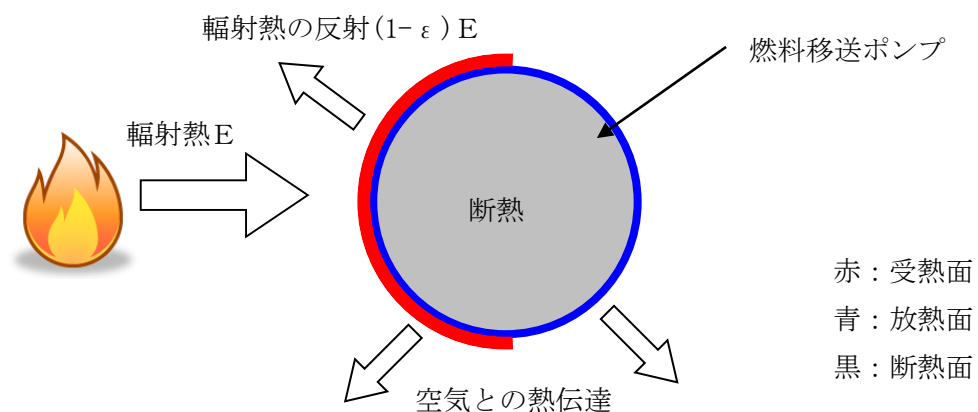 輻射熱の反射(1-ε)E
燃料移送ポンプ
輻射熱E
断熱
赤：受熱面
青：放熱面
黒：断熱面
空気との熱伝達